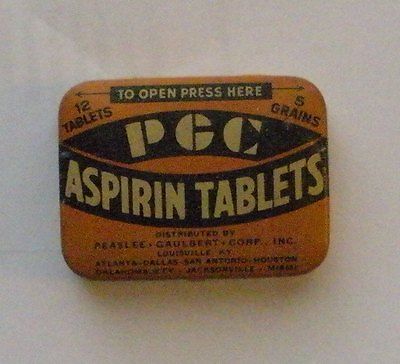 TO OPEN PRESS HERE
12 TABLETS
5 GRAINS
PGC
ASPIRIN TABLETS
DISTRIBUTED BY
PEASLEE-GAULBERT-CORP., INC.
LOUISVILLE, KY.
ATLANTA-DALLAS-SAN ANTONIO-HOUSTON
OKLAHOMA CITY - JACKSONVILLE - MIAMI